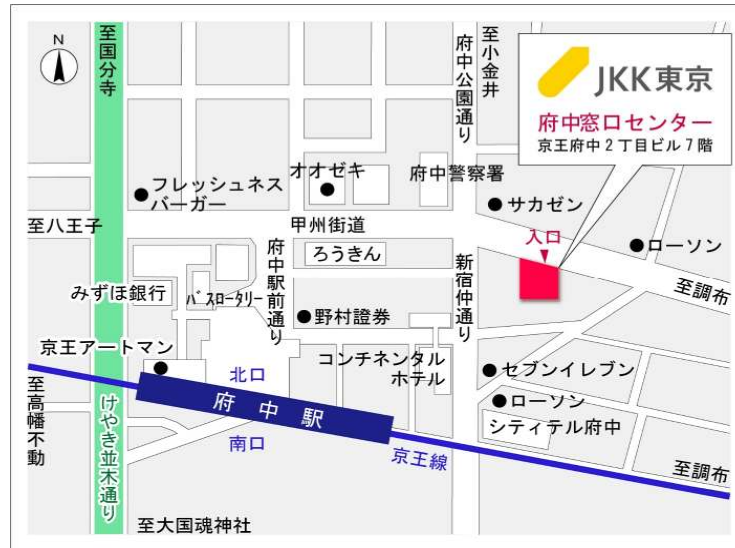 N
至国分寺
府中公園通り
至小金井
JKK東京
府中窓口センター
京王府中2丁目ビル7階
オオゼキ
府中警察署
フレッシュネス
バーガー
サカゼン
至八王子
甲州街道
入口
ローソン
ろうきん
府中駅前通り
新宿仲通り
至調布
みずほ銀行
バスロータリー
野村證券
京王アートマン
コンチネンタル
ホテル
セブンイレブン
北口
ローソン
至高幡不動
けやき並木通り
府中駅
シティテル府中
南口
京王線
至調布
至大国魂神社